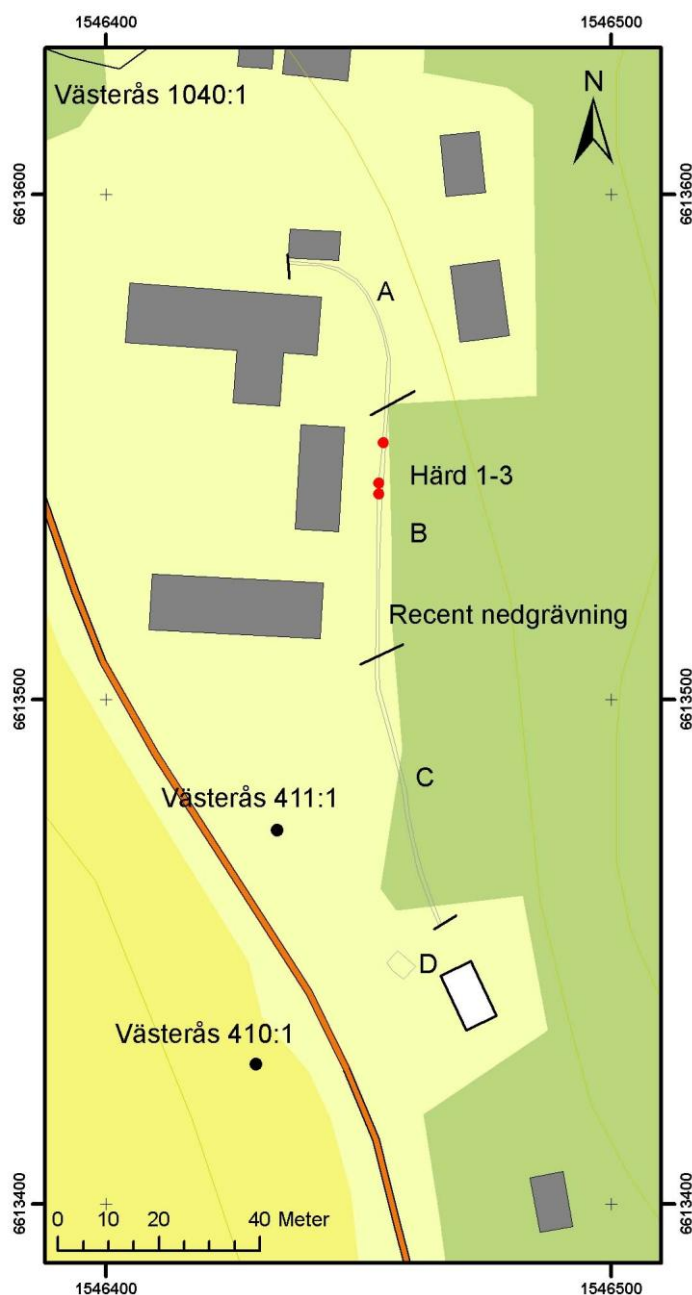 1546400
1546500
Västerås 1040:1
N
6613600
6613600
A
Härd 1-3
B
Recent nedgrävning
6613500
6613500
C
Västerås 411:1
D
Västerås 410:1
6613400
6613400
0 10 20 40 Meter
1546400
1546500